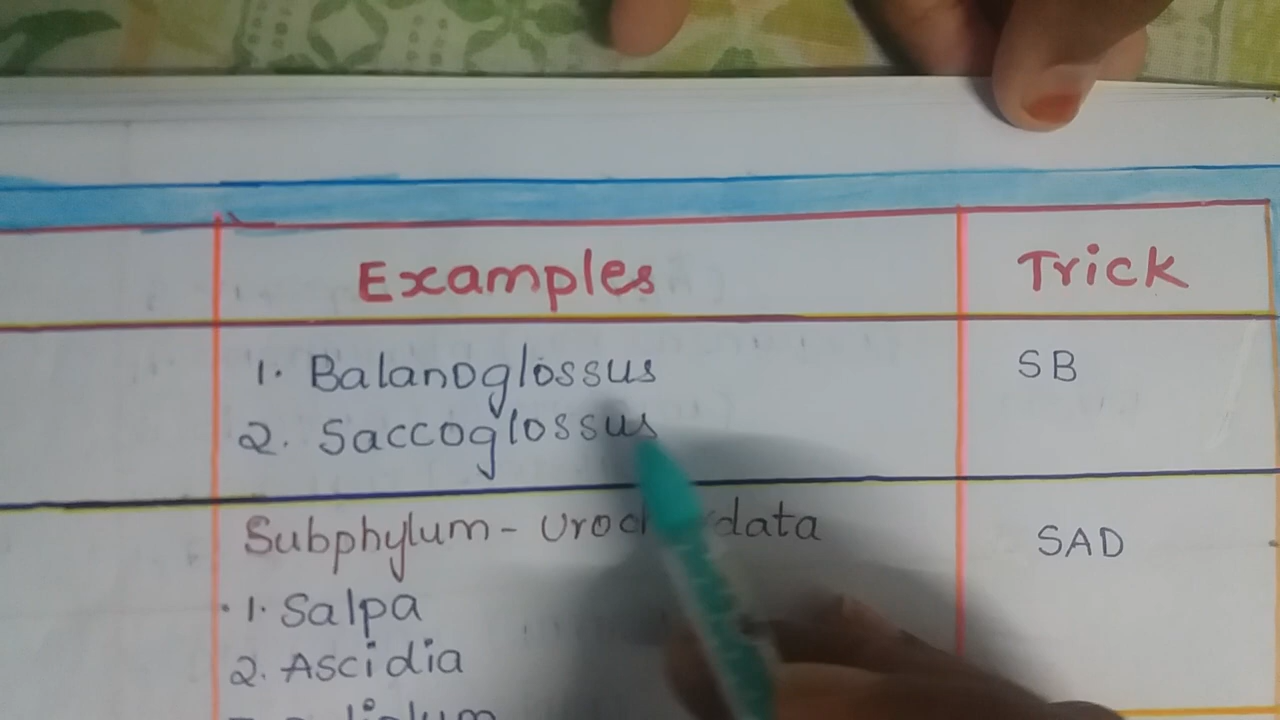 Examples
Trick
1. Balanoglossus
SB
2. Saccoglossus
Subphylum - data
SAD
1. Salpa
2. Ascidia